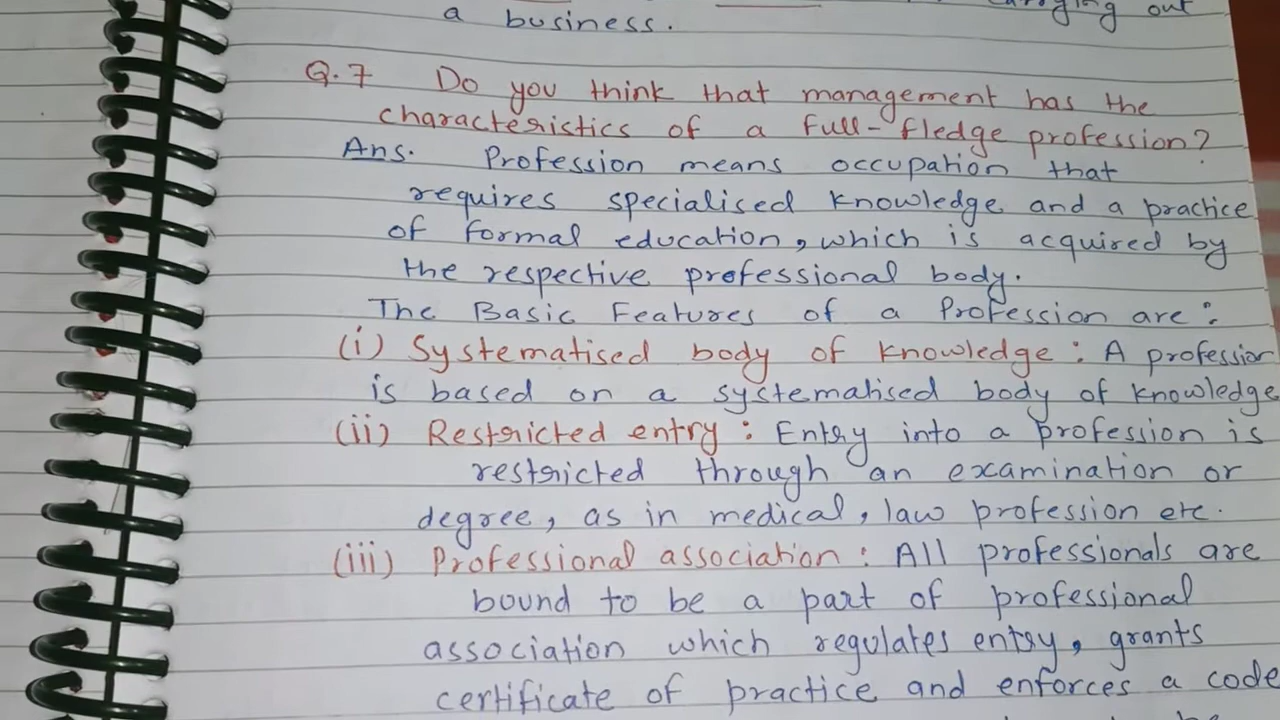 carrying out
a business.
Q.7 Do you think that management has the
characteristics of a full-fledge profession?
Ans. Profession means occupation that
requires specialised knowledge and a practice
of formal education, which is acquired by
the respective professional body.
The Basic Features of a Profession are:
(i) Systematised body of knowledge: A profession
is based on a systematised body of knowledge
(ii) Restricted entry: Entry into a profession is
restricted through an examination or
degree, as in medical, law profession etc.
(iii) Professional association: All professionals are
bound to be a part of professional
association which regulates entry, grants
certificate of practice and enforces a code